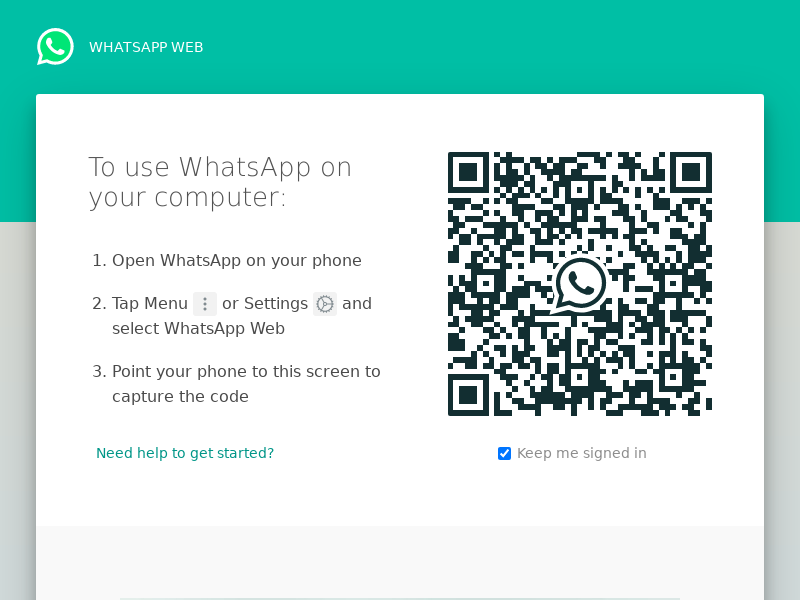 WHATSAPP WEB
To use WhatsApp on
your computer:
1. Open WhatsApp on your phone
2. Tap Menu or Settings and
select WhatsApp Web
3. Point your phone to this screen to
capture the code
Need help to get started?
Keep me signed in